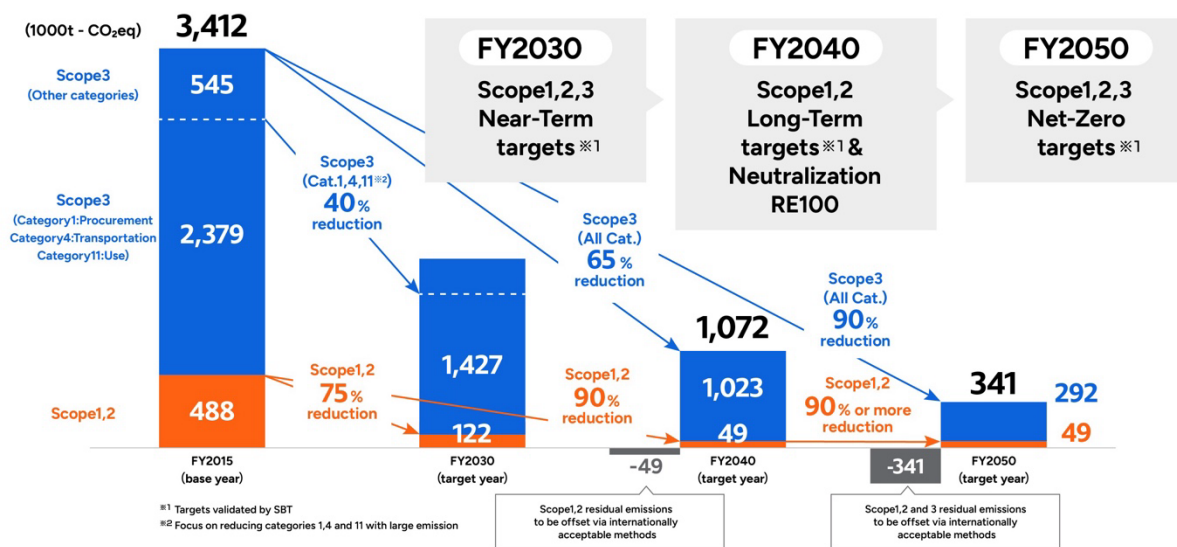 (1000t - CO₂eq)
3,412
Scope3
(Other categories)
545
Scope3
(Category1:Procurement
Category4:Transportation
Category11:Use)
2,379
Scope1,2
488
FY2015
(base year)
Scope3
(Cat.1,4,11※2)
40%
reduction
Scope1,2
75%
reduction
1,427
122
FY2030
(target year)
FY2030
Scope1,2,3
Near-Term
targets※1
FY2040
Scope1,2
Long-Term
targets※1 &
Neutralization
RE100
FY2050
Scope1,2,3
Net-Zero
targets※1
Scope3
(All Cat.)
65%
reduction
Scope1,2
90%
reduction
1,072
1,023
49
-49
FY2040
(target year)
Scope3
(All Cat.)
90%
reduction
Scope1,2
90% or more
reduction
341
292
49
-341
FY2050
(target year)
※1 Targets validated by SBT
※2 Focus on reducing categories 1,4 and 11 with large emission
Scope1,2 residual emissions
to be offset via internationally
acceptable methods
Scope1,2 and 3 residual emissions
to be offset via internationally
acceptable methods